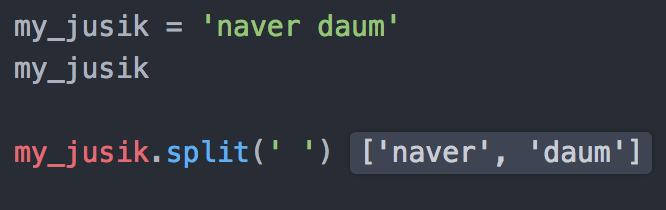 my_jusik = 'naver daum'
my_jusik
my_jusik.split(' ') ['naver', 'daum']